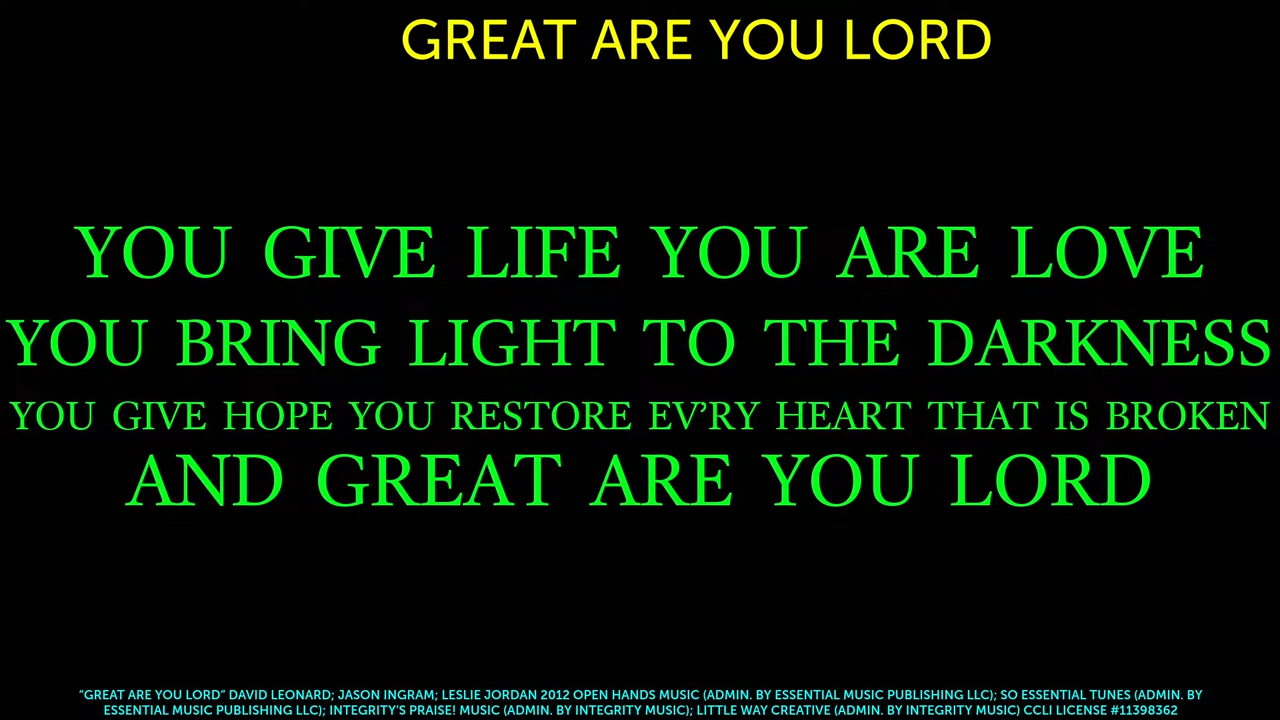 GREAT ARE YOU LORD
YOU GIVE LIFE YOU ARE LOVE
YOU BRING LIGHT TO THE DARKNESS
YOU GIVE HOPE YOU RESTORE EV’RY HEART THAT IS BROKEN
AND GREAT ARE YOU LORD
“GREAT ARE YOU LORD” DAVID LEONARD; JASON INGRAM; LESLIE JORDAN 2012 OPEN HANDS MUSIC (ADMIN. BY ESSENTIAL MUSIC PUBLISHING LLC); SO ESSENTIAL TUNES (ADMIN. BY
ESSENTIAL MUSIC PUBLISHING LLC); INTEGRITY’S PRAISE! MUSIC (ADMIN. BY INTEGRITY MUSIC); LITTLE WAY CREATIVE (ADMIN. BY INTEGRITY MUSIC) CCLI LICENSE #11398362